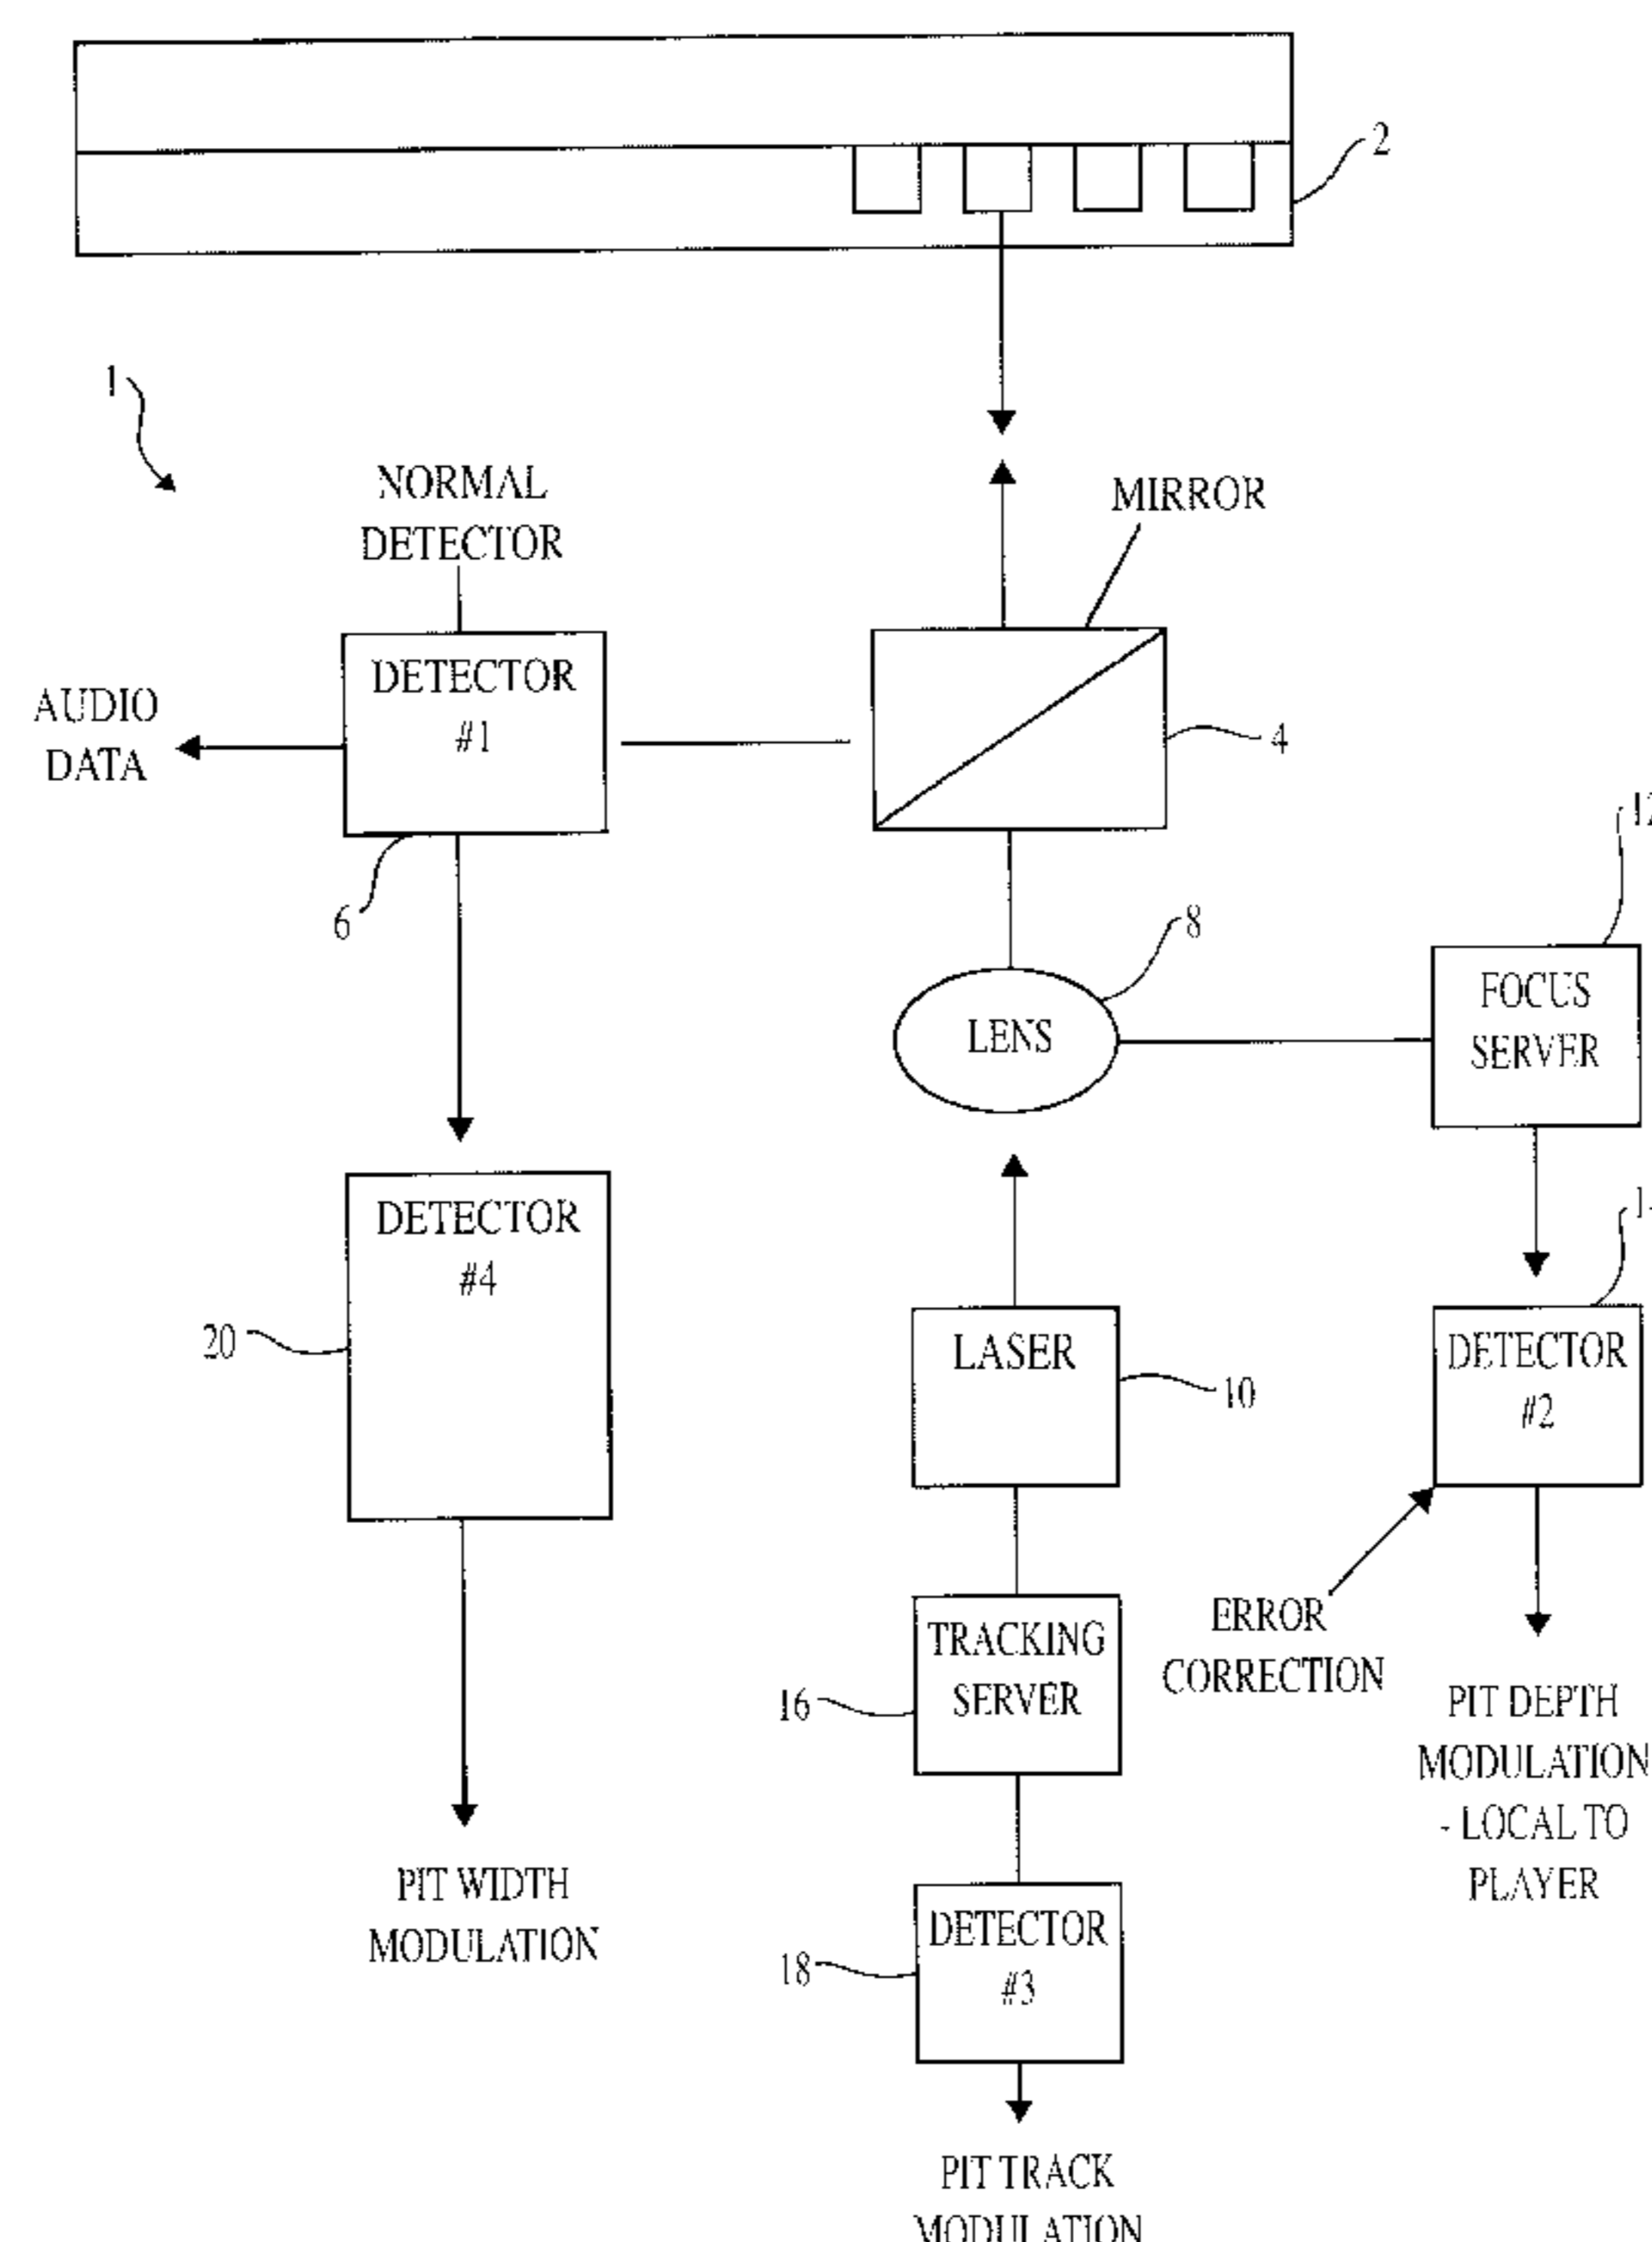 2
1
NORMAL
DETECTOR
MIRROR
DETECTOR
#1
AUDIO
DATA
4
6
8
LENS
FOCUS
SERVER
DETECTOR
#4
20
LASER
10
DETECTOR
#2
ERROR
CORRECTION
TRACKING
SERVER
16
PIT DEPTH
MODULATION
- LOCAL TO
PLAYER
PIT WIDTH
MODULATION
DETECTOR
#3
18
PIT TRACK
MODULATION